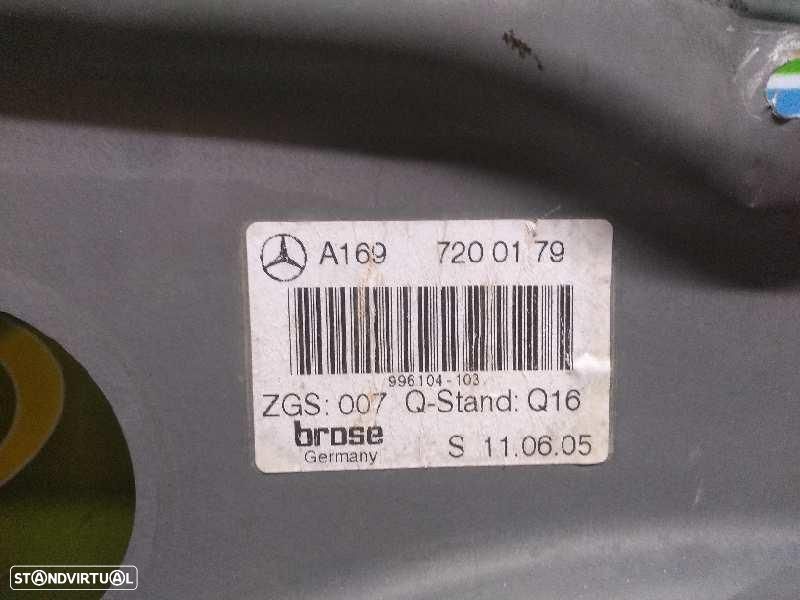 A169 720 01 79
996104-103
ZGS: 007 Q-Stand: Q16
brose
Germany S 11.06.05
STANDVIRTUAL